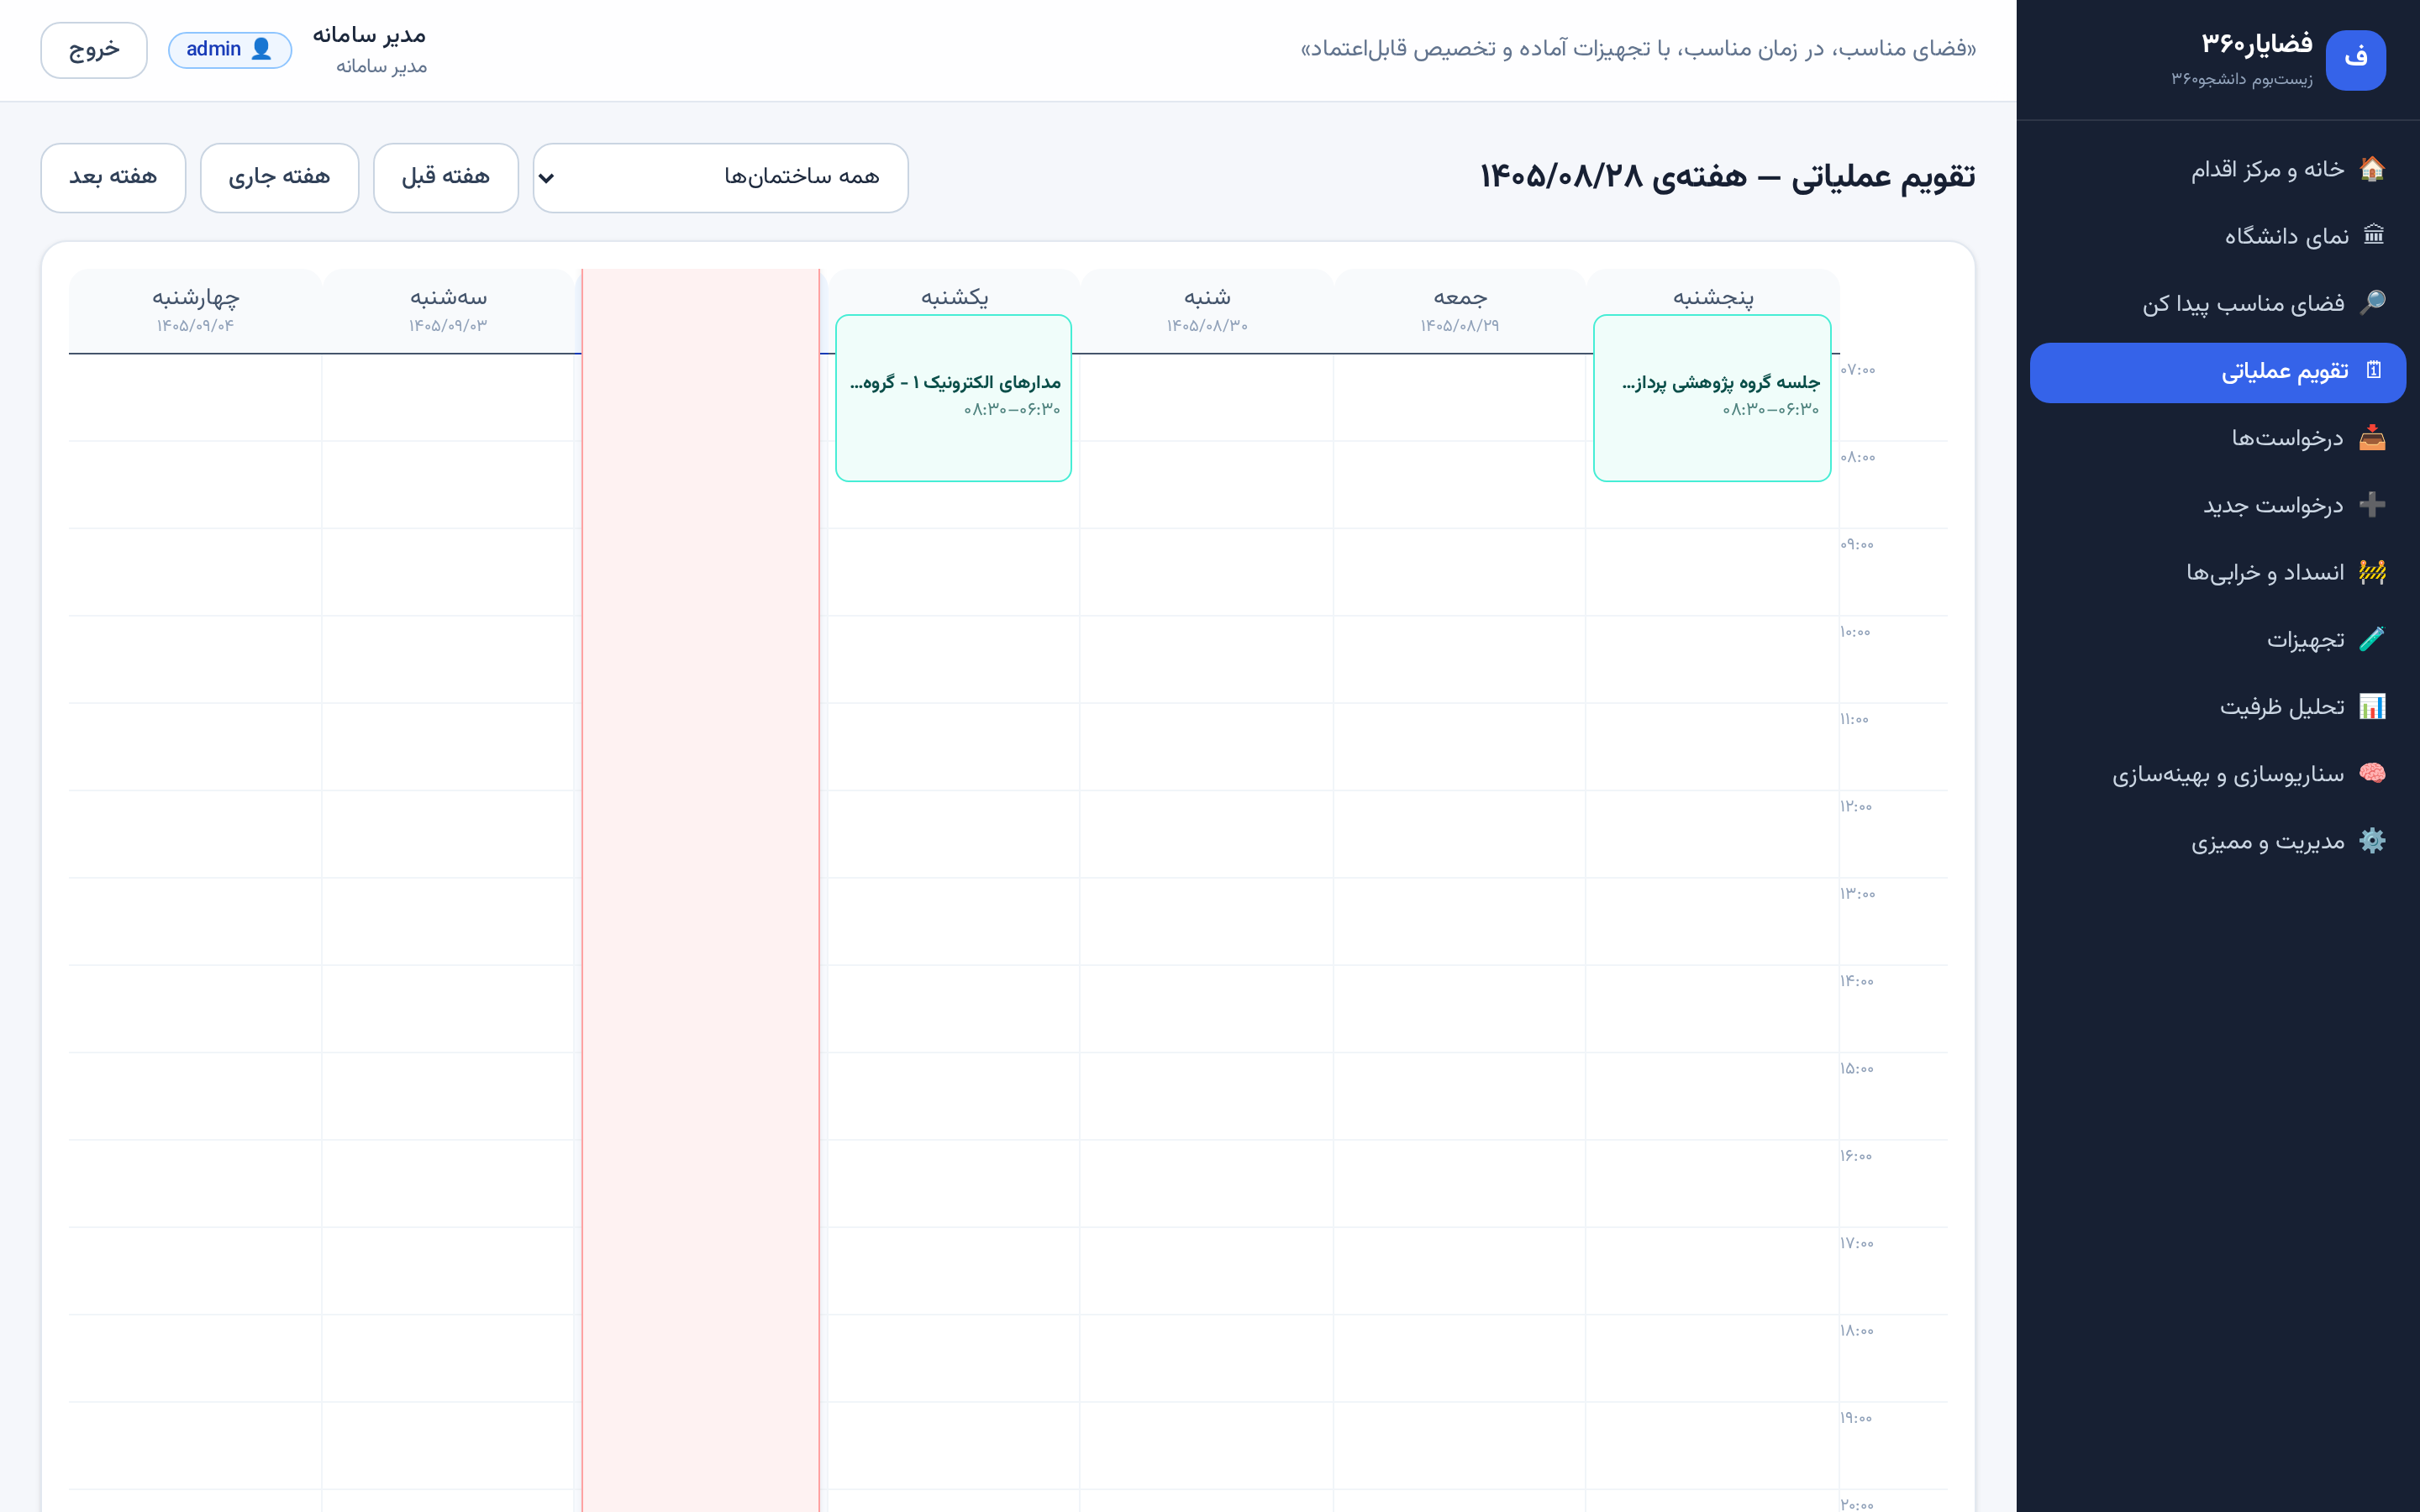 ف
فضایار۳۶۰
زیست‌بوم دانشجو۳۶۰
خانه و مرکز اقدام
نمای دانشگاه
فضای مناسب پیدا کن
تقویم عملیاتی
درخواست‌ها
درخواست جدید
انسداد و خرابی‌ها
تجهیزات
تحلیل ظرفیت
سناریوسازی و بهینه‌سازی
مدیریت و ممیزی
«فضای مناسب، در زمان مناسب، با تجهیزات آماده و تخصیص قابل‌اعتماد»
مدیر سامانه
مدیر سامانه
admin
خروج
تقویم عملیاتی — هفته‌ی ۱۴۰۵/۰۸/۲۸
همه ساختمان‌ها
هفته قبل
هفته جاری
هفته بعد
پنجشنبه
جمعه
۱۴۰۵/۰۸/۲۹
شنبه
۱۴۰۵/۰۸/۳۰
یکشنبه
سه‌شنبه
۱۴۰۵/۰۹/۰۳
چهارشنبه
۱۴۰۵/۰۹/۰۴
جلسه گروه پژوهشی پرداز...
۰۶:۳۰–۰۸:۳۰
مدارهای الکترونیک ۱ - گروه...
۰۶:۳۰–۰۸:۳۰
۰۷:۰۰
۰۸:۰۰
۰۹:۰۰
۱۰:۰۰
۱۱:۰۰
۱۲:۰۰
۱۳:۰۰
۱۴:۰۰
۱۵:۰۰
۱۶:۰۰
۱۷:۰۰
۱۸:۰۰
۱۹:۰۰
۲۰:۰۰